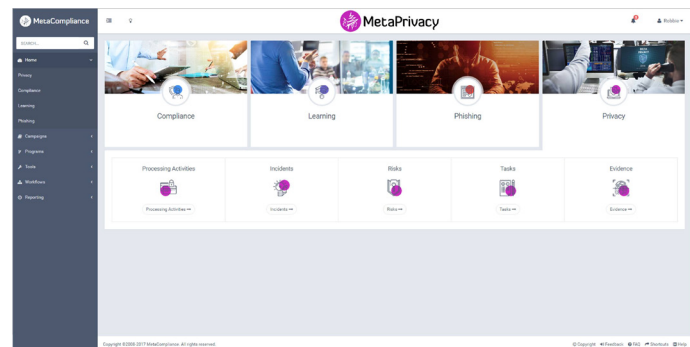 MetaCompliance
MetaPrivacy
Robbie
SEARCH...
Home
Privacy
Compliance
Learning
Phishing
Campaigns
Programs
Tools
Workflows
Reporting
Compliance
Learning
Phishing
Privacy
Processing Activities
Incidents
Risks
Tasks
Evidence
Processing Activities
Incidents
Risks
Tasks
Evidence
Copyright ©2008-2017 MetaCompliance. All rights reserved.
Copyright Feedback FAQ Shortcuts Help